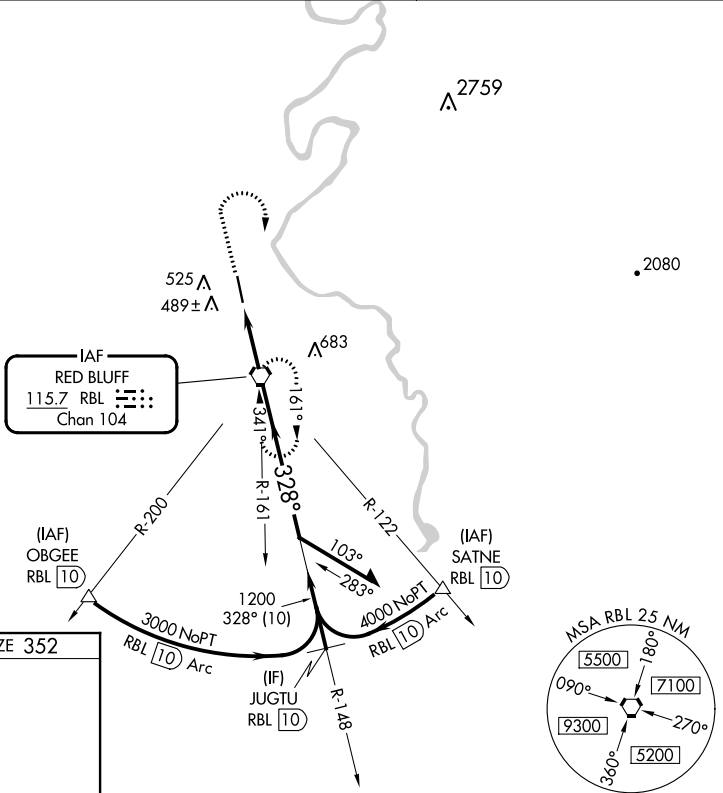 2759
2080
525
489±
683
IAF
RED BLUFF
115.7 RBL
Chan 104
161°
341°
R-161
328°
R-200
R-122
(IAF)
OBGEE
RBL 10
(IAF)
SATNE
RBL 10
103°
283°
1200
328° (10)
3000 NoPT
RBL 10 Arc
4000 NoPT
RBL 10 Arc
(IF)
JUGTU
RBL 10
R-148
ZE 352
MSA RBL 25 NM
5500
180°
090°
7100
9300
270°
5200
360°